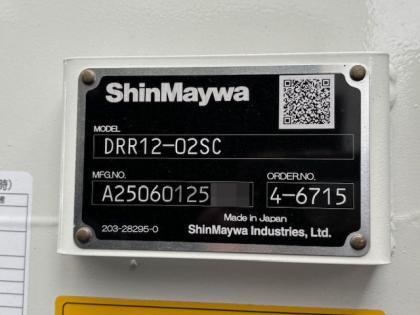 ShinMaywa
MODEL
DRR12-02SC
MFG.NO.
ORDER.NO.
A25060125
4-6715
Made in Japan
203-28295-0
ShinMaywa Industries, Ltd.
時)